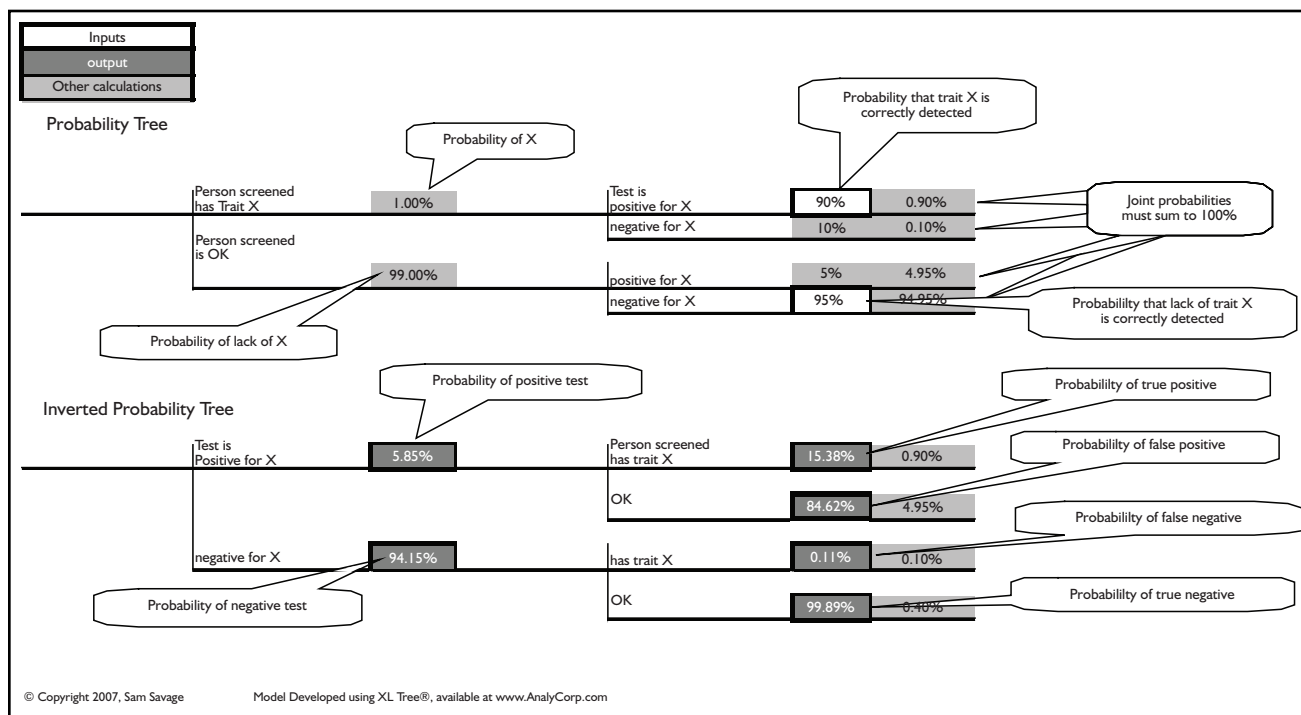 Inputs
output
Other calculations
Probability Tree
Probability of X
Probability that trait X is
correctly detected
Person screened
has Trait X
1.00%
Test is
positive for X
90%
0.90%
Joint probabilities
must sum to 100%
negative for X
10%
0.10%
Person screened
is OK
99.00%
positive for X
5%
4.95%
negative for X
95%
94.95%
Probability of lack of X
Probabililty that lack of trait X
is correctly detected
Probability of positive test
Probabililty of true positive
Inverted Probability Tree
Test is
Positive for X
5.85%
Person screened
has trait X
15.38%
0.90%
Probabililty of false positive
OK
84.62%
4.95%
Probabililty of false negative
negative for X
94.15%
has trait X
0.11%
0.10%
Probability of negative test
OK
99.89%
0.40%
Probabililty of true negative
© Copyright 2007, Sam Savage
Model Developed using XL Tree®, available at www.AnalyCorp.com